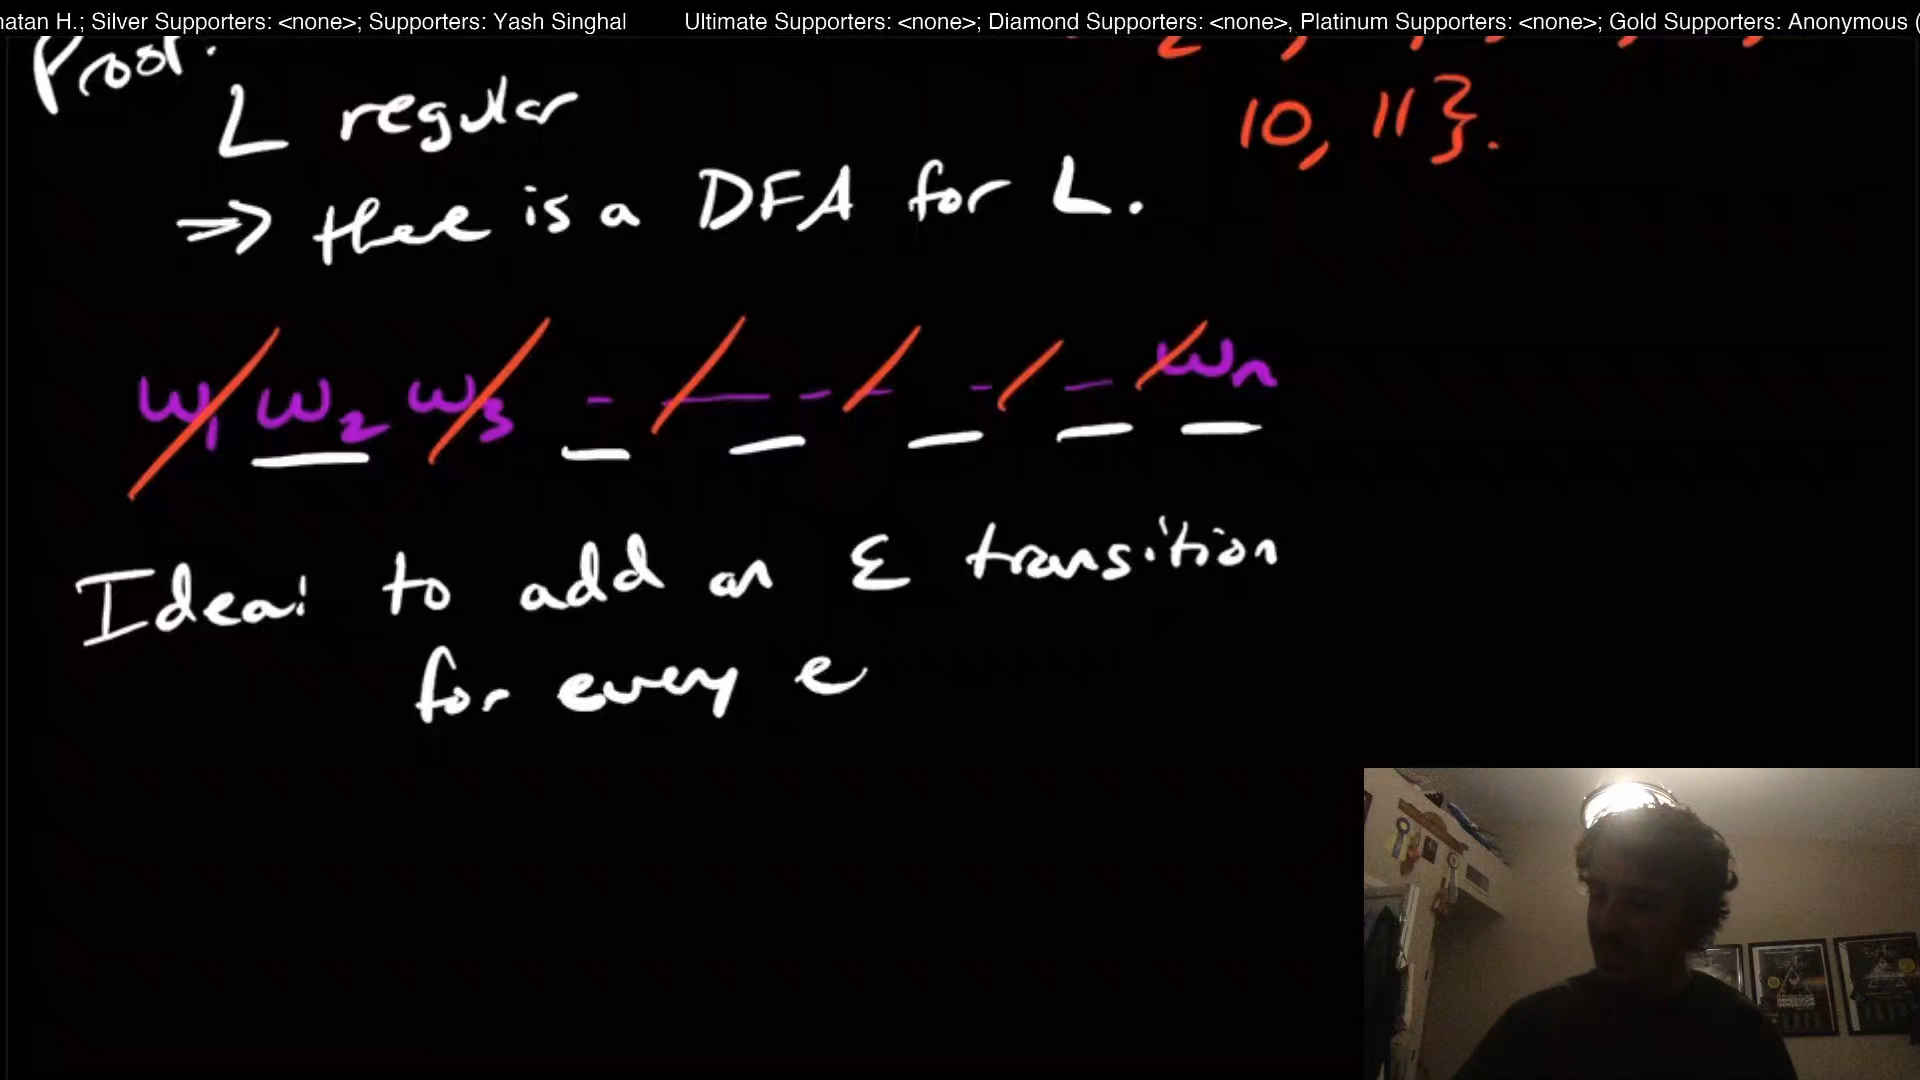 natan H.; Silver Supporters: <none>; Supporters: Yash Singhal Ultimate Supporters: <none>; Diamond Supporters: <none>, Platinum Supporters: <none>; Gold Supporters: Anonymous (
Proof:
10, 11}.
L regular
=> there is a DFA for L.
w₁ w₂ w₃ - — - - - - wₙ
Idea: to add an ε transition
for every e